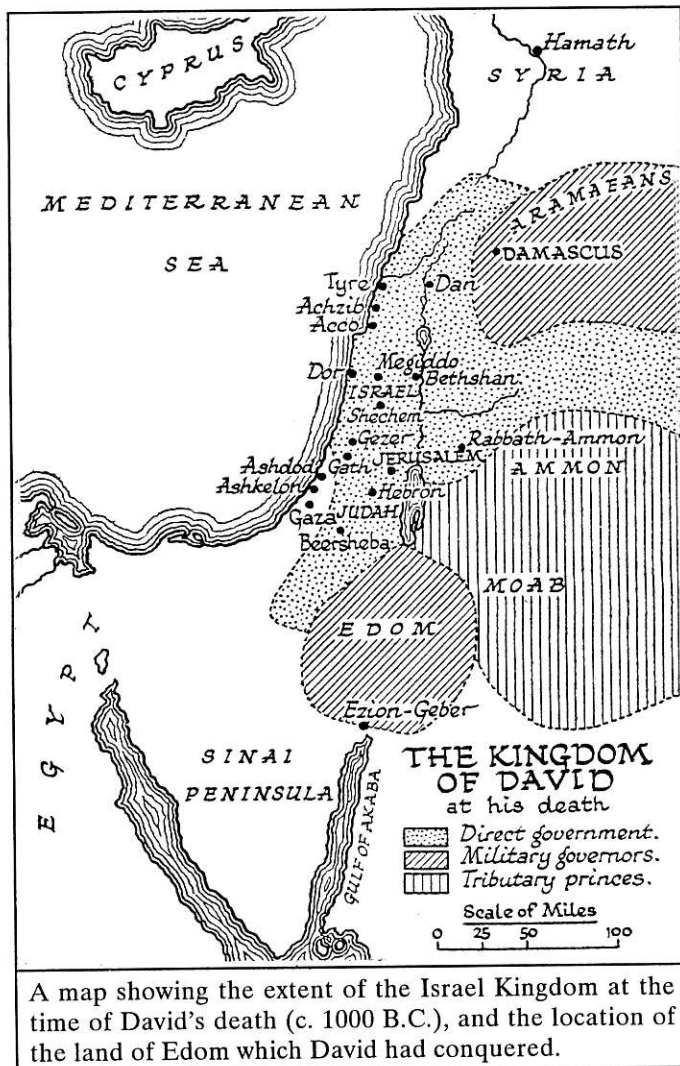 CYPRUS
Hamath
SYRIA
MEDITERRANEAN
SEA
ARAMAEANS
DAMASCUS
Tyre
Dan
Achzib
Acco
Dor
Megiddo
Bethshan.
ISRAEL
Shechem
Gezer
Rabbath-Ammon
Ashdod
Gath
JERUSALEM
AMMON
Ashkelon
Hebron
Gaza
JUDAH
Beersheba
MOAB
EDOM
EGYPT
Ezion-Geber
SINAI
PENINSULA
GULF OF AKABA
THE KINGDOM
OF DAVID
at his death
Direct government.
Military governors.
Tributary princes.
Scale of Miles
0 25 50 100
A map showing the extent of the Israel Kingdom at the
time of David's death (c. 1000 B.C.), and the location of
the land of Edom which David had conquered.